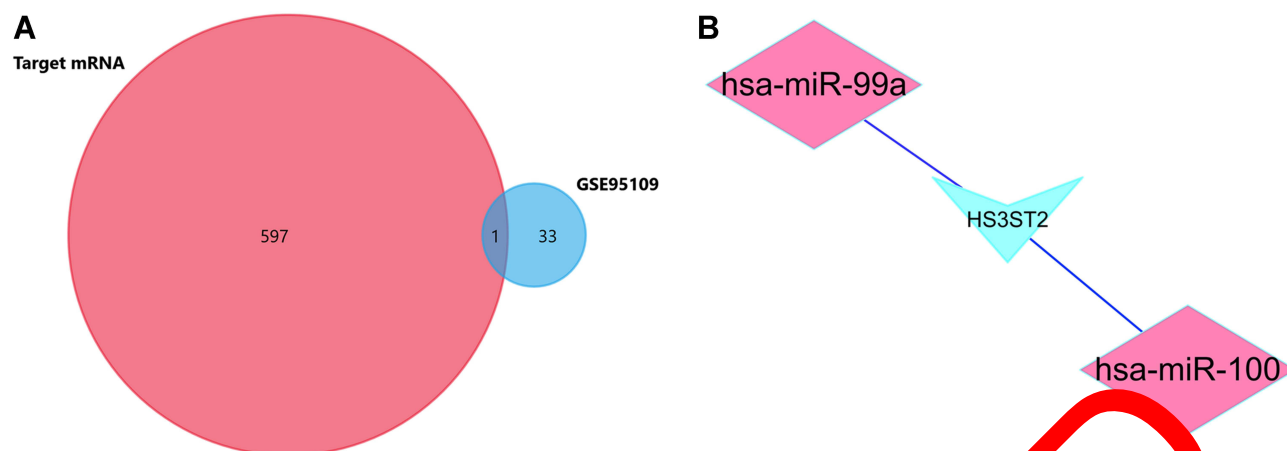 A
Target mRNA
597
1
33
GSE95109
B
hsa-miR-99a
HS3ST2
hsa-miR-100